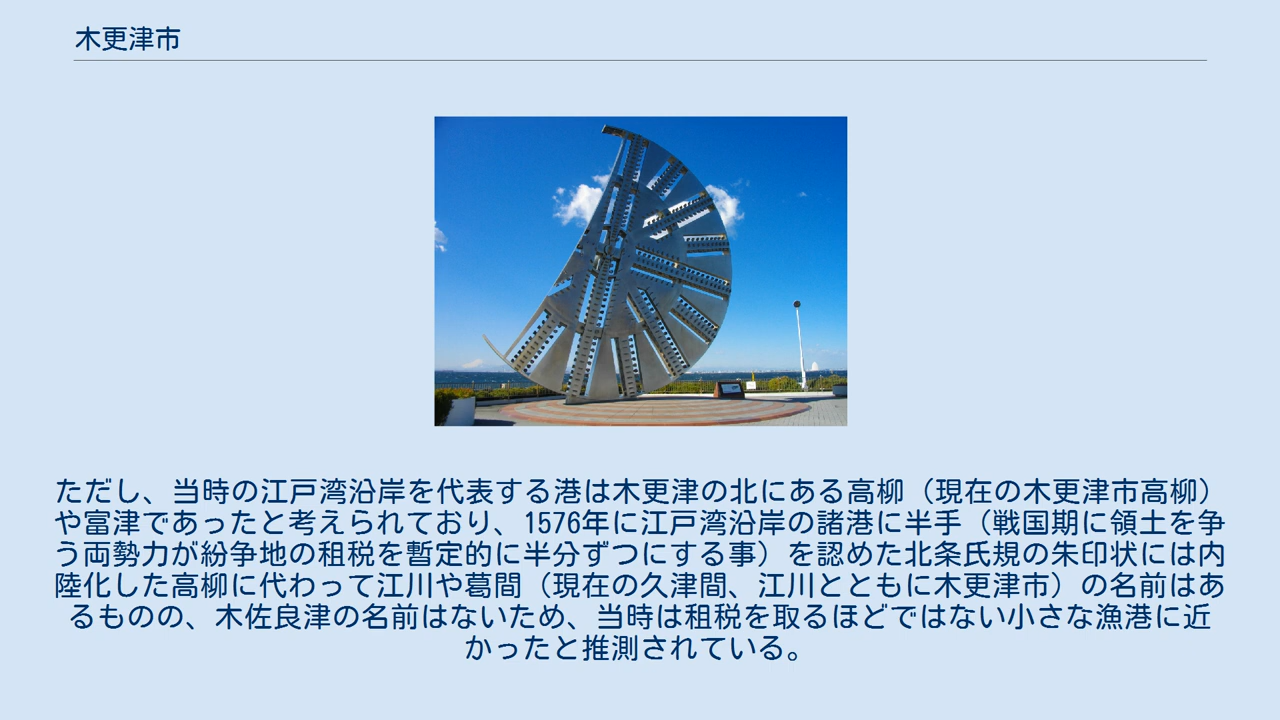 木更津市
ただし、当時の江戸湾沿岸を代表する港は木更津の北にある高柳（現在の木更津市高柳）
や富津であったと考えられており、1576年に江戸湾沿岸の諸港に半手（戦国期に領土を争
う両勢力が紛争地の租税を暫定的に半分ずつにする事）を認めた北条氏規の朱印状には内
陸化した高柳に代わって江川や葛間（現在の久津間、江川とともに木更津市）の名前はあ
るものの、木佐良津の名前はないため、当時は租税を取るほどではない小さな漁港に近
かったと推測されている。